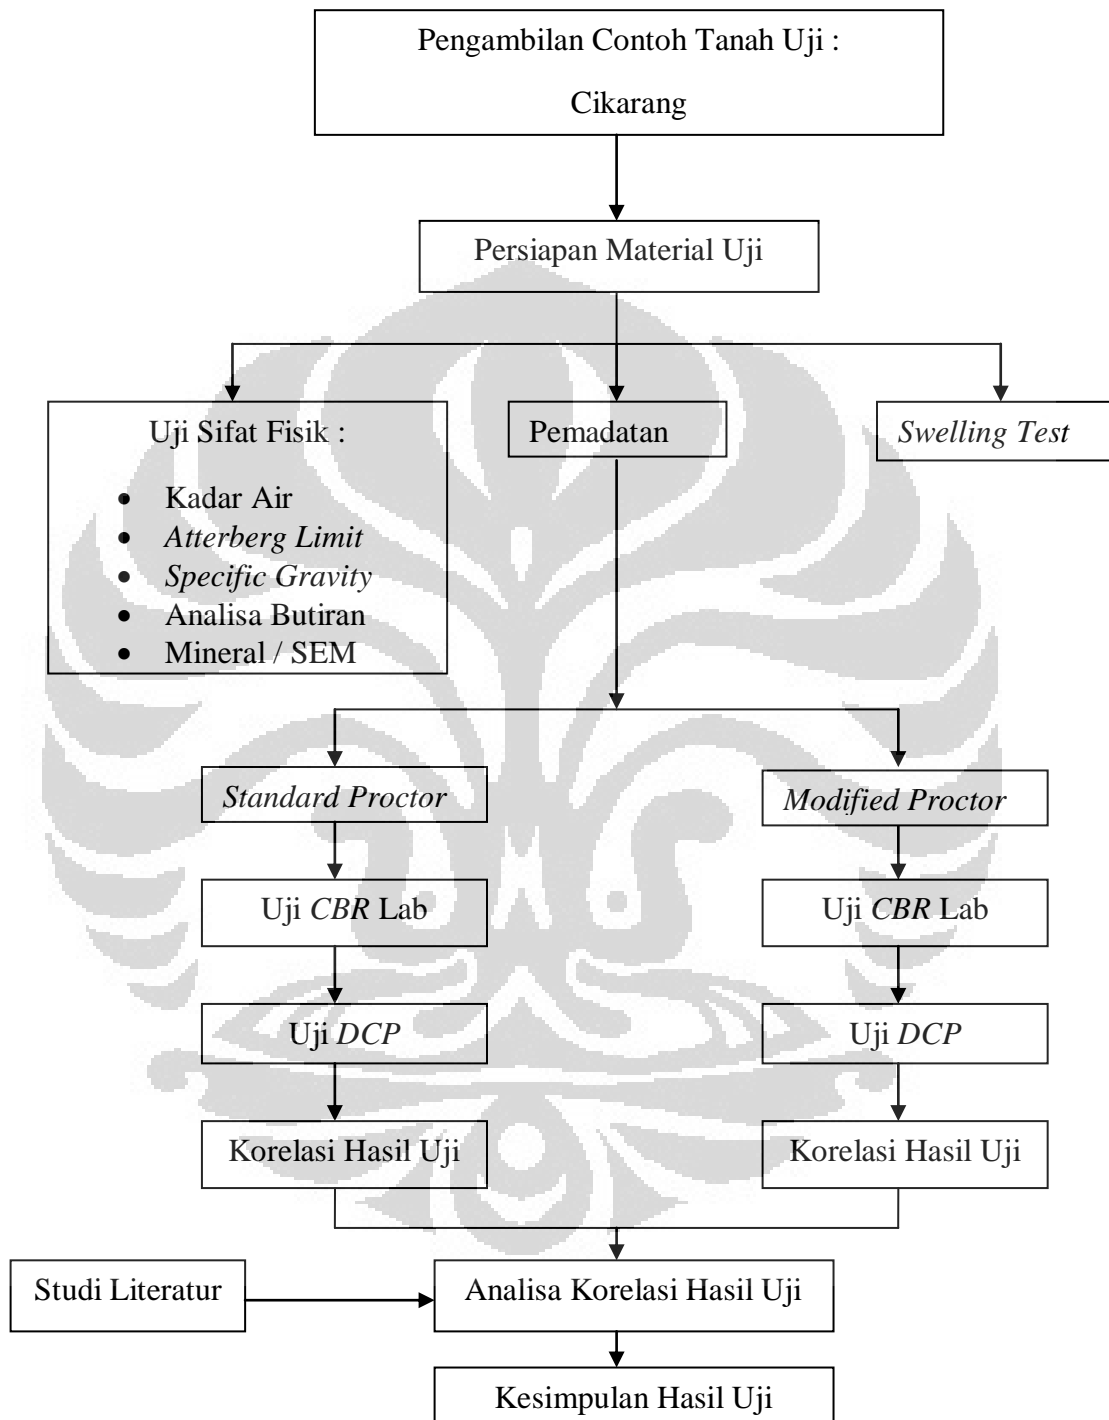 Pengambilan Contoh Tanah Uji :
Cikarang
Persiapan Material Uji
Uji Sifat Fisik :
• Kadar Air
• Atterberg Limit
• Specific Gravity
• Analisa Butiran
• Mineral / SEM
Pemadatan
Swelling Test
Standard Proctor
Modified Proctor
Uji CBR Lab
Uji CBR Lab
Uji DCP
Uji DCP
Korelasi Hasil Uji
Korelasi Hasil Uji
Studi Literatur
Analisa Korelasi Hasil Uji
Kesimpulan Hasil Uji